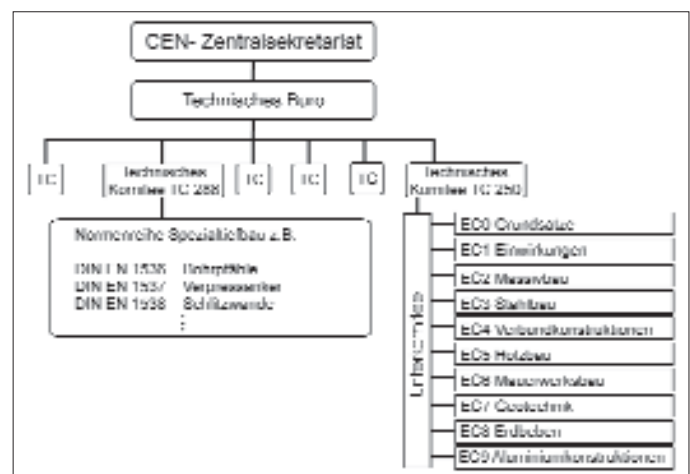 CEN- Zentralsekretariat
Technisches Büro
TC
Technisches
Komitee TC 288
TC
TC
TC
Technisches
Komitee TC 250
Normenreihe Spezialtiefbau z.B.
DIN EN 1536 Bohrpfähle
DIN EN 1537 Verpressanker
DIN EN 1538 Schlitzwände
⋮
EC0 Grundsätze
EC1 Einwirkungen
EC2 Massivbau
EC3 Stahlbau
EC4 Verbundkonstruktionen
EC5 Holzbau
EC6 Mauerwerksbau
EC7 Geotechnik
EC8 Erdbeben
EC9 Aluminiumkonstruktionen